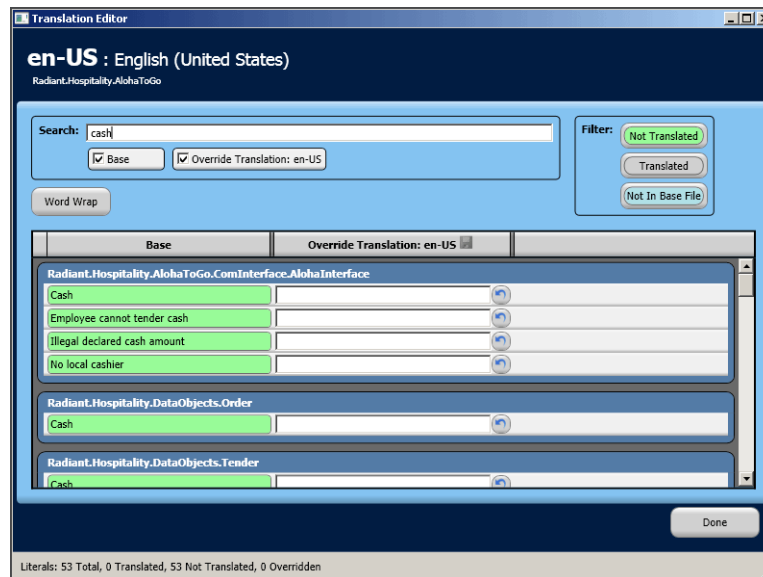 Translation Editor
en-US : English (United States)
Radiant.Hospitality.AlohaToGo
Search: cash
Base
Override Translation: en-US
Filter:
Not Translated
Translated
Not In Base File
Word Wrap
Base
Override Translation: en-US
Radiant.Hospitality.AlohaToGo.ComInterface.AlohaInterface
Cash
Employee cannot tender cash
Illegal declared cash amount
No local cashier
Radiant.Hospitality.DataObjects.Order
Cash
Radiant.Hospitality.DataObjects.Tender
Cash
Done
Literals: 53 Total, 0 Translated, 53 Not Translated, 0 Overridden